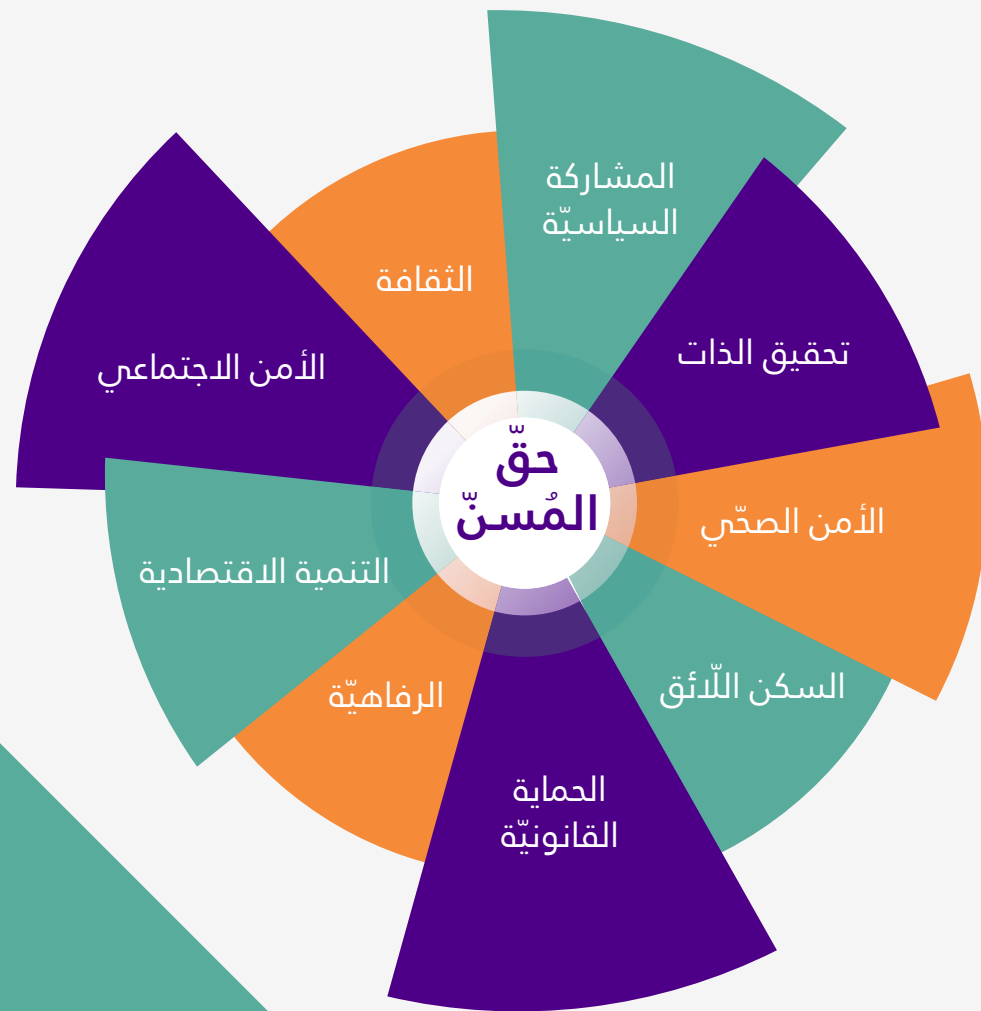 حقّ
المُسنّ
المشاركة
السياسيّة
تحقيق الذات
الأمن الصحّي
السكن اللّائق
الحماية
القانونيّة
الرفاهيّة
التنمية الاقتصادية
الأمن الاجتماعي
الثقافة